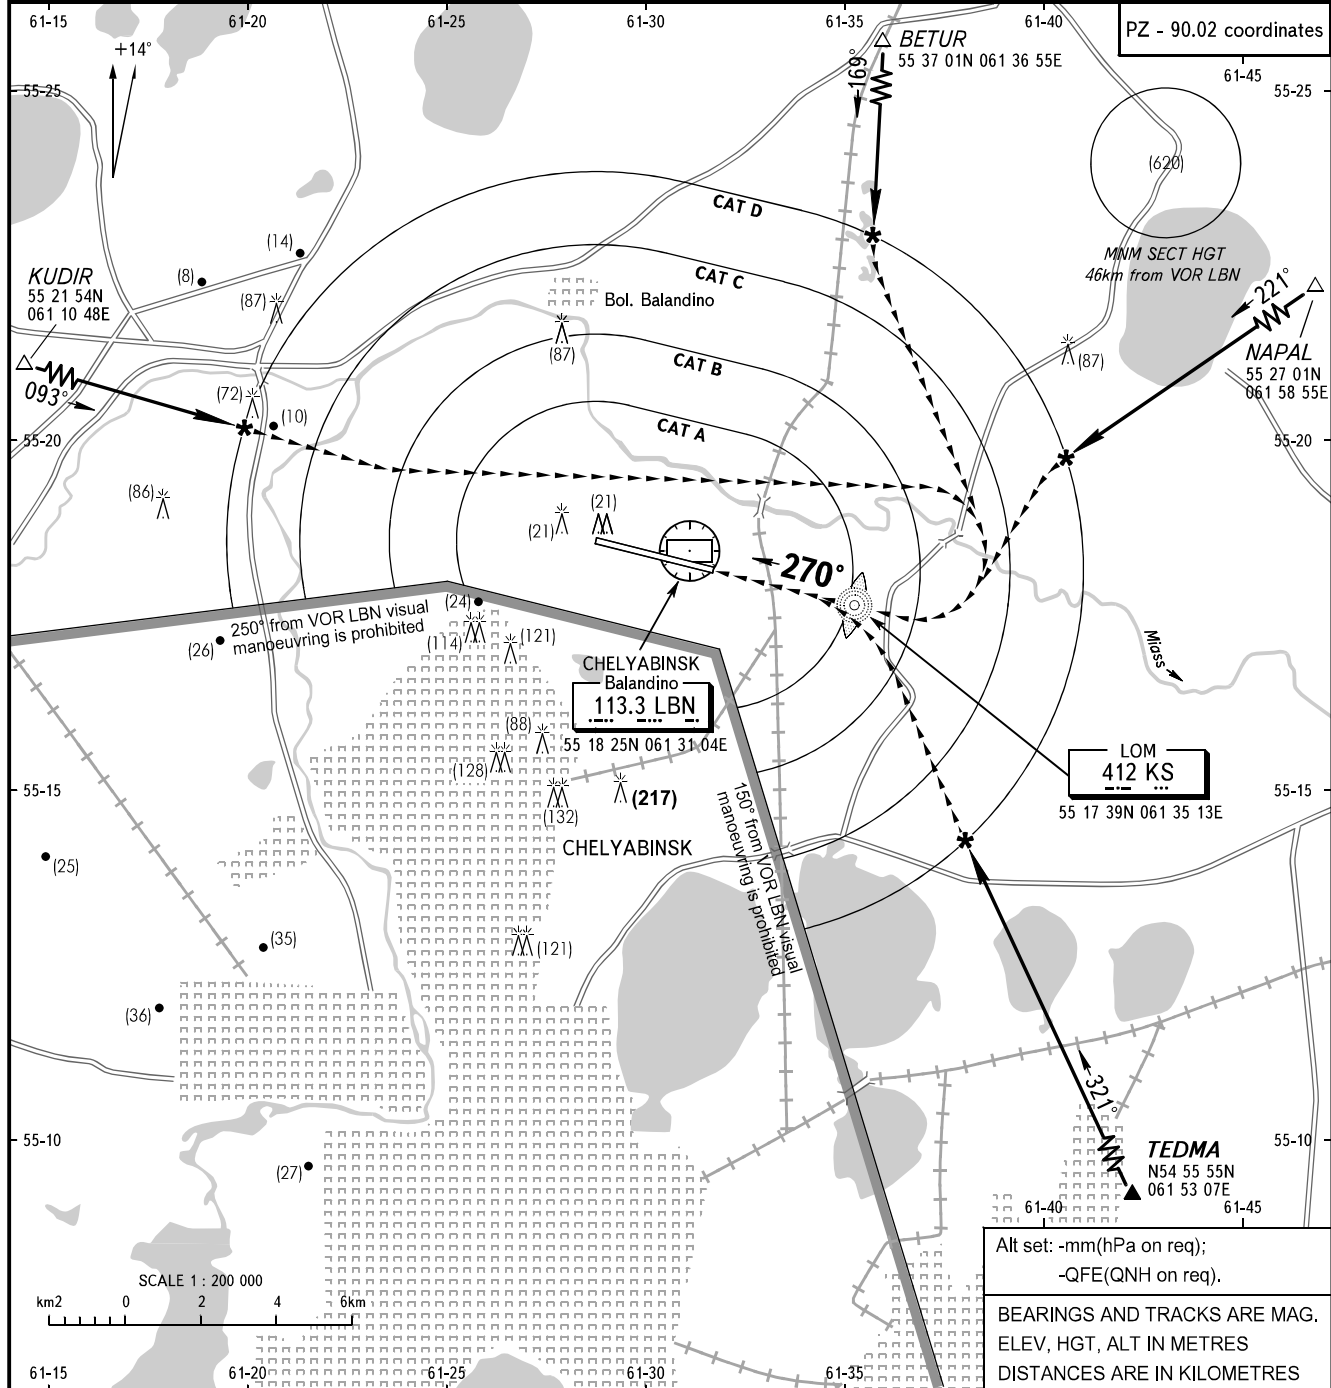 61-15
61-20
61-25
61-30
61-35
61-40
PZ - 90.02 coordinates
+14°
BETUR
55 37 01N 061 36 55E
169°
61-45
55-25
55-25
(620)
CAT D
MNM SECT HGT
46km from VOR LBN
(14)
(8)
KUDIR
55 21 54N
061 10 48E
(87)
CAT C
Bol. Balandino
221°
(87)
CAT B
(87)
NAPAL
55 27 01N
061 58 55E
093°
(72)
(10)
CAT A
55-20
55-20
(86)
(21)
(21)
270°
(24)
250° from VOR LBN visual
manoeuvring is prohibited
(26)
(114)
(121)
Miass
CHELYABINSK
Balandino
113.3 LBN
55 18 25N 061 31 04E
(88)
(128)
LOM
412 KS
55 17 39N 061 35 13E
55-15
55-15
(217)
(132)
150° from VOR LBN visual
manoeuvring is prohibited
CHELYABINSK
(25)
(35)
(121)
(36)
321°
55-10
55-10
(27)
TEDMA
N54 55 55N
061 53 07E
61-40
61-45
SCALE 1 : 200 000
km2 0 2 4 6km
Alt set: -mm(hPa on req);
-QFE(QNH on req).
BEARINGS AND TRACKS ARE MAG.
ELEV, HGT, ALT IN METRES
DISTANCES ARE IN KILOMETRES
61-15
61-20
61-25
61-30
61-35